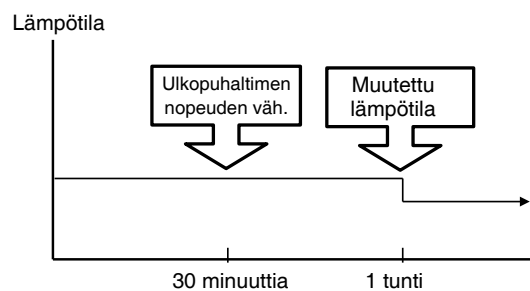 Lämpötila
Ulkopuhaltimen
nopeuden väh.
Muutettu
lämpötila
30 minuuttia
1 tunti